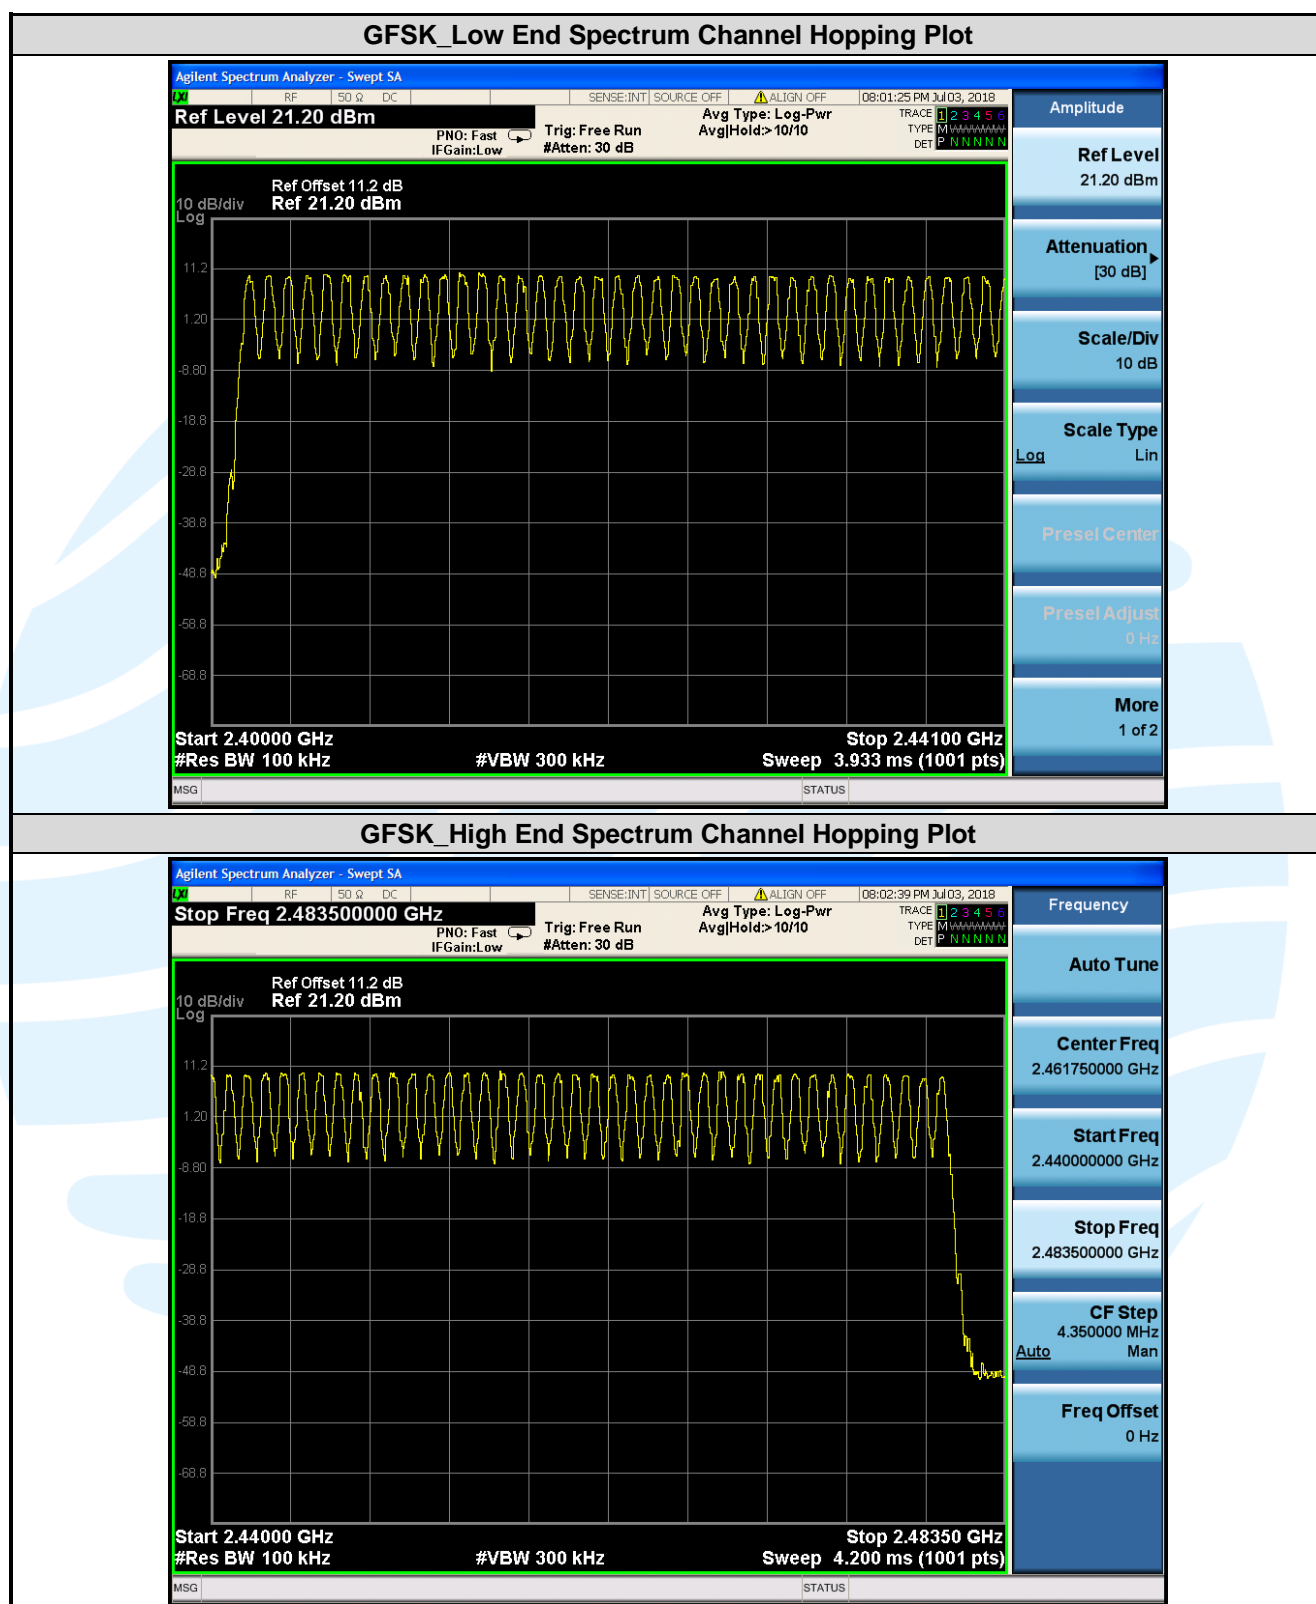 GFSK_Low End Spectrum Channel Hopping Plot
Agilent Spectrum Analyzer - Swept SA
LXI RF 50 Ω DC SENSE:INT SOURCE OFF ALIGN OFF 08:01:25 PM Jul 03, 2018
Ref Level 21.20 dBm
PNO: Fast
IFGain:Low
Trig: Free Run
#Atten: 30 dB
Avg Type: Log-Pwr
Avg|Hold:>10/10
TRACE 1 2 3 4 5 6
TYPE M
DET P N N N N N
Ref Offset 11.2 dB
10 dB/div Ref 21.20 dBm
Log
11.2
1.20
-8.80
-18.8
-28.8
-38.8
-48.8
-58.8
-68.8
Start 2.40000 GHz Stop 2.44100 GHz
#Res BW 100 kHz #VBW 300 kHz Sweep 3.933 ms (1001 pts)
MSG STATUS
Amplitude
Ref Level
21.20 dBm
Attenuation
[30 dB]
Scale/Div
10 dB
Scale Type
Log Lin
Presel Center
Presel Adjust
0 Hz
More
1 of 2
GFSK_High End Spectrum Channel Hopping Plot
Agilent Spectrum Analyzer - Swept SA
LXI RF 50 Ω DC SENSE:INT SOURCE OFF ALIGN OFF 08:02:39 PM Jul 03, 2018
Stop Freq 2.483500000 GHz
PNO: Fast
IFGain:Low
Trig: Free Run
#Atten: 30 dB
Avg Type: Log-Pwr
Avg|Hold:>10/10
TRACE 1 2 3 4 5 6
TYPE M
DET P N N N N N
Ref Offset 11.2 dB
10 dB/div Ref 21.20 dBm
Log
11.2
1.20
-8.80
-18.8
-28.8
-38.8
-48.8
-58.8
-68.8
Start 2.44000 GHz Stop 2.48350 GHz
#Res BW 100 kHz #VBW 300 kHz Sweep 4.200 ms (1001 pts)
MSG STATUS
Frequency
Auto Tune
Center Freq
2.461750000 GHz
Start Freq
2.440000000 GHz
Stop Freq
2.483500000 GHz
CF Step
4.350000 MHz
Auto Man
Freq Offset
0 Hz